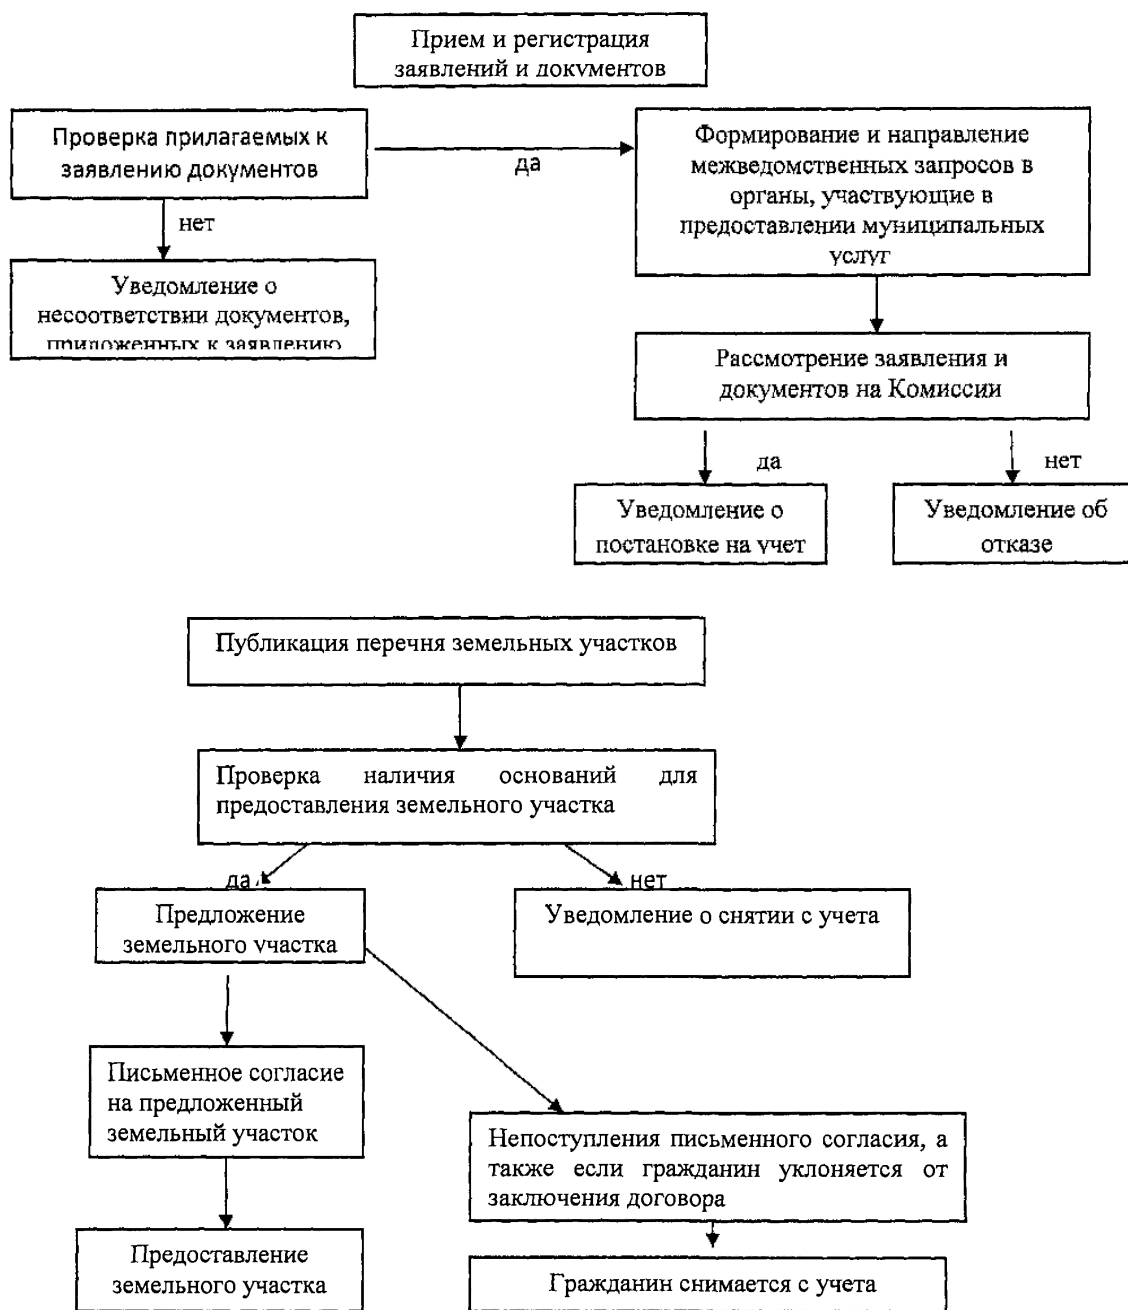 Прием и регистрация
заявлений и документов
Проверка прилагаемых к
заявлению документов
да
Формирование и направление
межведомственных запросов в
органы, участвующие в
предоставлении муниципальных
услуг
нет
Уведомление о
несоответствии документов,
приложенных к заявлению
Рассмотрение заявления и
документов на Комиссии
да
нет
Уведомление о
постановке на учет
Уведомление об
отказе
Публикация перечня земельных участков
Проверка наличия оснований для
предоставления земельного участка
да
нет
Предложение
земельного участка
Уведомление о снятии с учета
Письменное согласие
на предложенный
земельный участок
Непоступления письменного согласия, а
также если гражданин уклоняется от
заключения договора
Предоставление
земельного участка
Гражданин снимается с учета